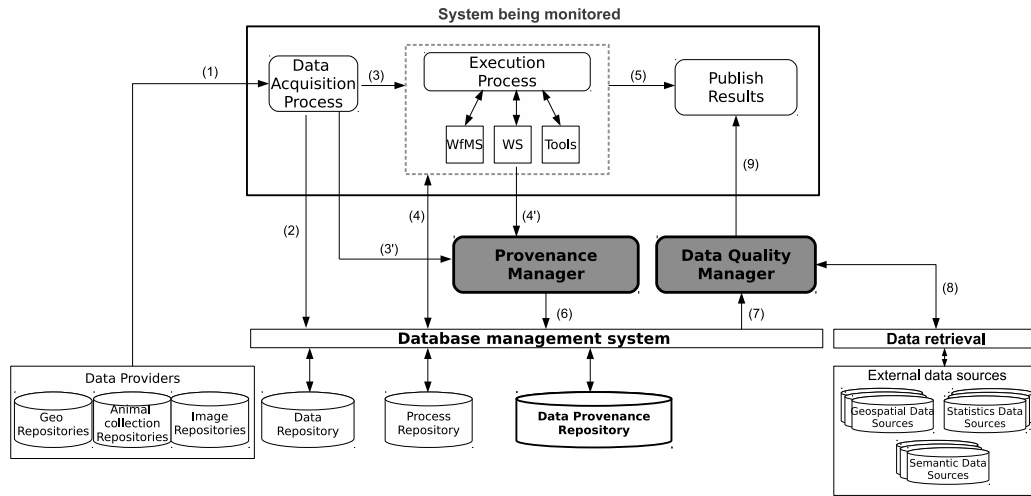 System being monitored
(1)
Data
Acquisition
Process
(3)
Execution
Process
WfMS
WS
Tools
(5)
Publish
Results
(2)
(3')
(4)
(4')
(9)
Provenance
Manager
Data Quality
Manager
(6)
(7)
(8)
Database management system
Data retrieval
Data Providers
Geo
Repositories
Animal
collection
Repositories
Image
Repositories
Data
Repository
Process
Repository
Data Provenance
Repository
External data sources
Geospatial Data
Sources
Statistics Data
Sources
Semantic Data
Sources